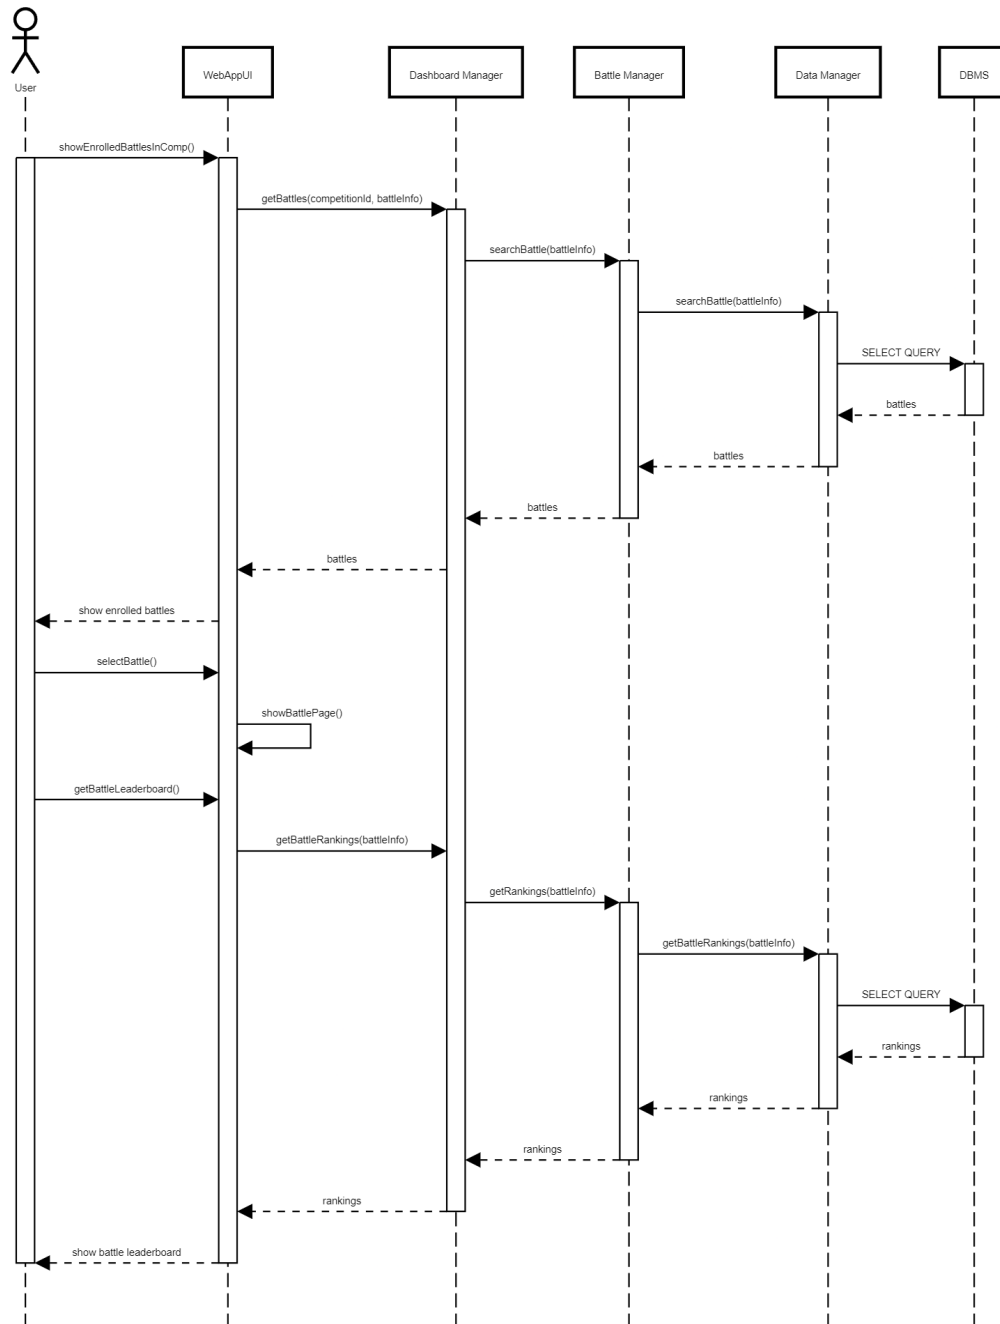 User
WebAppUI
Dashboard Manager
Battle Manager
Data Manager
DBMS
showEnrolledBattlesInComp()
getBattles(competitionId, battleInfo)
searchBattle(battleInfo)
searchBattle(battleInfo)
SELECT QUERY
battles
battles
battles
battles
show enrolled battles
selectBattle()
showBattlePage()
getBattleLeaderboard()
getBattleRankings(battleInfo)
getRankings(battleInfo)
getBattleRankings(battleInfo)
SELECT QUERY
rankings
rankings
rankings
rankings
show battle leaderboard